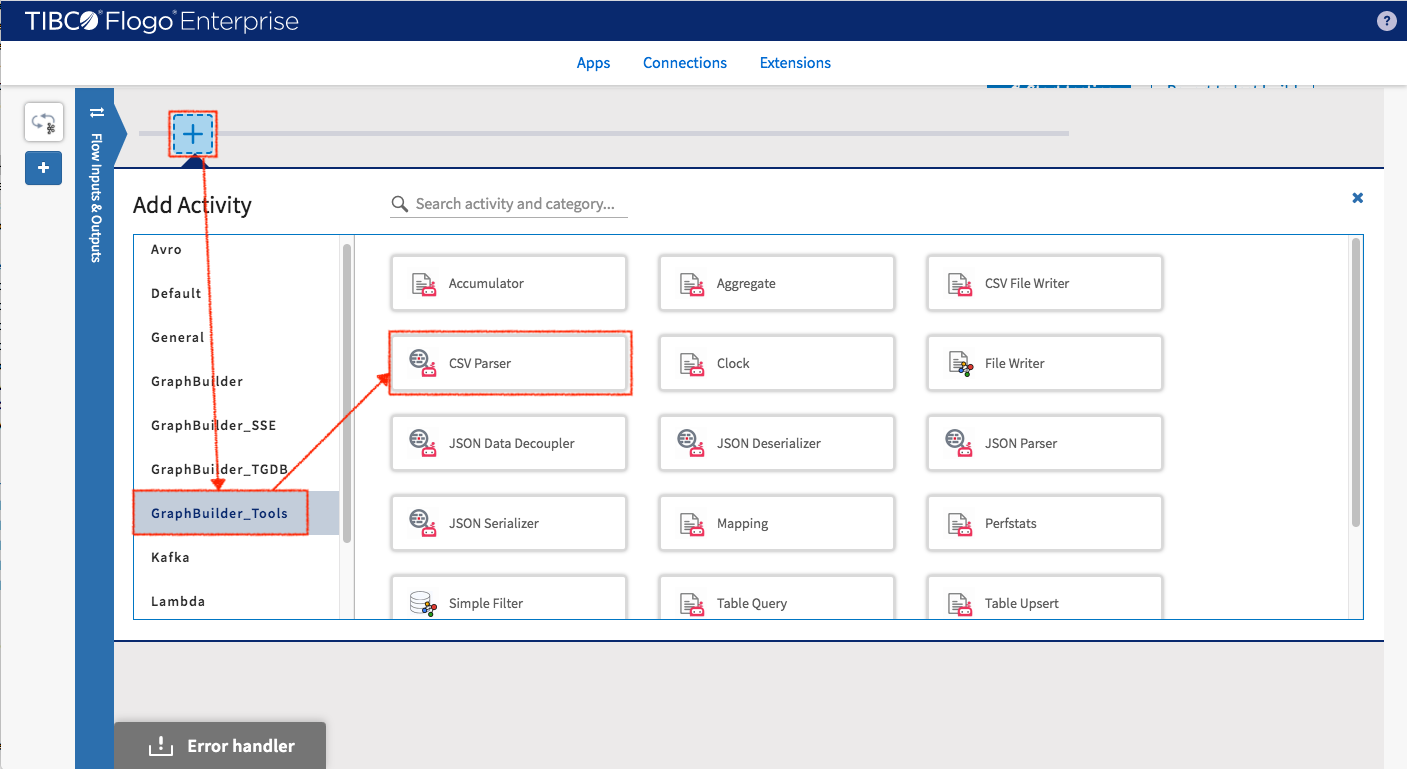 TIBCO® Flogo® Enterprise
?
Apps Connections Extensions
Flow Inputs & Outputs
Add Activity
Search activity and category...
Avro
Default
General
GraphBuilder
GraphBuilder_SSE
GraphBuilder_TGDB
GraphBuilder_Tools
Kafka
Lambda
Accumulator Aggregate CSV File Writer
CSV Parser Clock File Writer
JSON Data Decoupler JSON Deserializer JSON Parser
JSON Serializer Mapping Perfstats
Simple Filter Table Query Table Upsert
Error handler